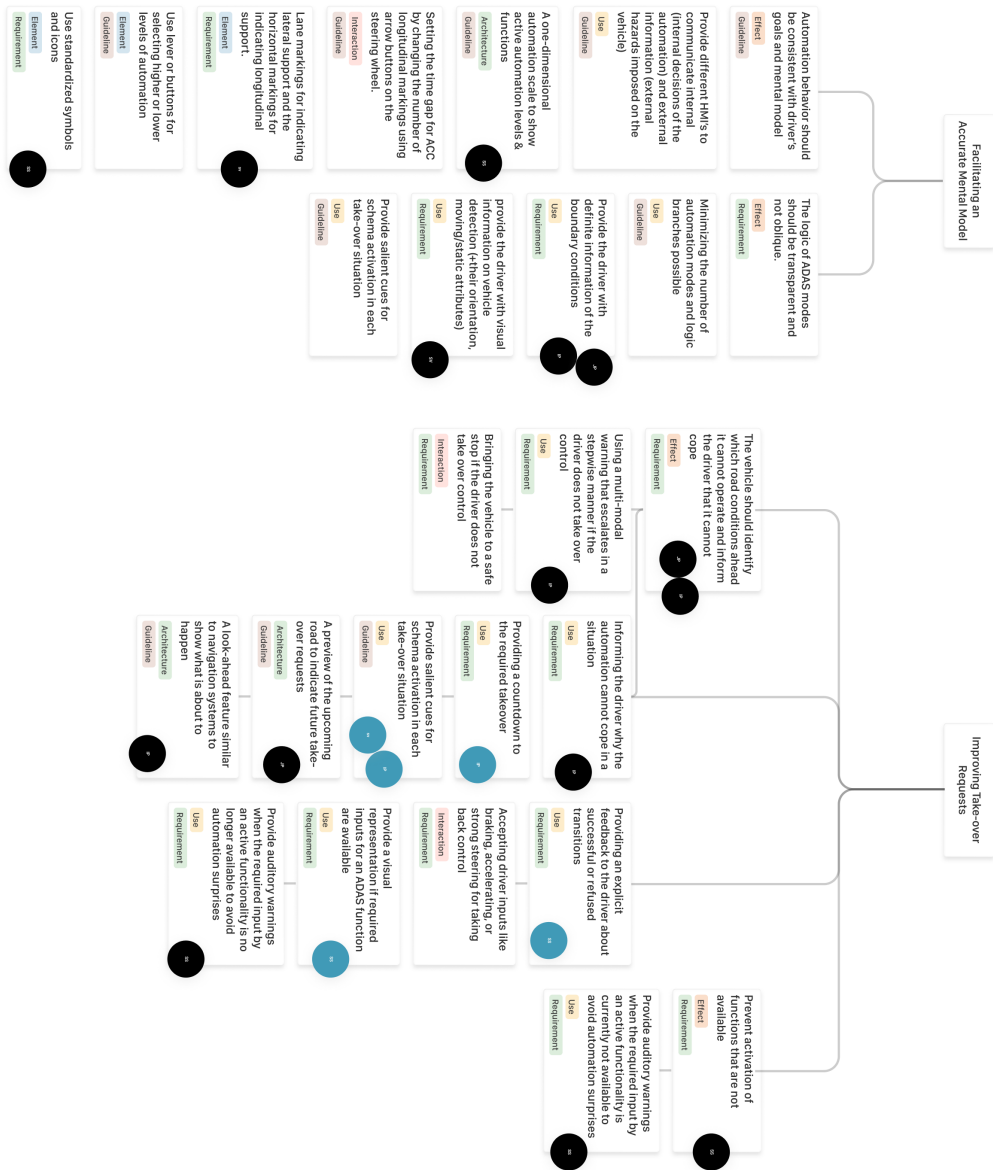 Facilitating an
Accurate Mental Model
Automation behavior should
be consistent with driver's
goals and mental model
Effect
Guideline
Provide different HMI's to
communicate internal
(internal decisions of the
automation) and external
information (external
hazards imposed on the
vehicle)
Use
Guideline
A one-dimensional
automation scale to show
active automation levels &
functions
Architecture
Guideline
Setting the time gap for ACC
by changing the number of
longitudinal markings using
arrow buttons on the
steering wheel.
Interaction
Guideline
Lane markings for indicating
lateral support and the
horizontal markings for
indicating longitudinal
support.
Element
Requirement
Use lever or buttons for
selecting higher or lower
levels of automation
Element
Guideline
Use standardized symbols
and icons
Element
Requirement
The logic of ADAS modes
should be transparent and
not oblique.
Effect
Requirement
Minimizing the number of
automation modes and logic
branches possible
Use
Guideline
Provide the driver with
definite information of the
boundary conditions
Use
Requirement
provide the driver with visual
information on vehicle
detection (+their orientation,
moving/static attributes)
Use
Requirement
Provide salient cues for
schema activation in each
take-over situation
Use
Guideline
Improving Take-over
Requests
The vehicle should identify
which road conditions ahead
it cannot operate and inform
the driver that it cannot
cope
Effect
Requirement
Using a multi-modal
warning that escalates in a
stepwise manner if the
driver does not take over
control
Use
Requirement
Bringing the vehicle to a safe
stop if the driver does not
take over control
Interaction
Requirement
Informing the driver why the
automation cannot cope in a
situation
Use
Requirement
Providing a countdown to
the required takeover
Use
Requirement
Provide salient cues for
schema activation in each
take-over situation
Use
Guideline
A preview of the upcoming
road to indicate future take-
over requests
Architecture
Guideline
A look-ahead feature similar
to navigation systems to
show what is about to
happen
Architecture
Guideline
Providing an explicit
feedback to the driver about
successful or refused
transitions
Use
Requirement
Accepting driver inputs like
braking, accelerating, or
strong steering for taking
back control
Interaction
Requirement
Provide a visual
representation if required
inputs for an ADAS function
are available
Use
Requirement
Provide auditory warnings
when the required input by
an active functionality is no
longer available to avoid
automation surprises
Use
Requirement
Prevent activation of
functions that are not
available
Effect
Requirement
Provide auditory warnings
when the required input by
an active functionality is
currently not available to
avoid automation surprises
Use
Requirement